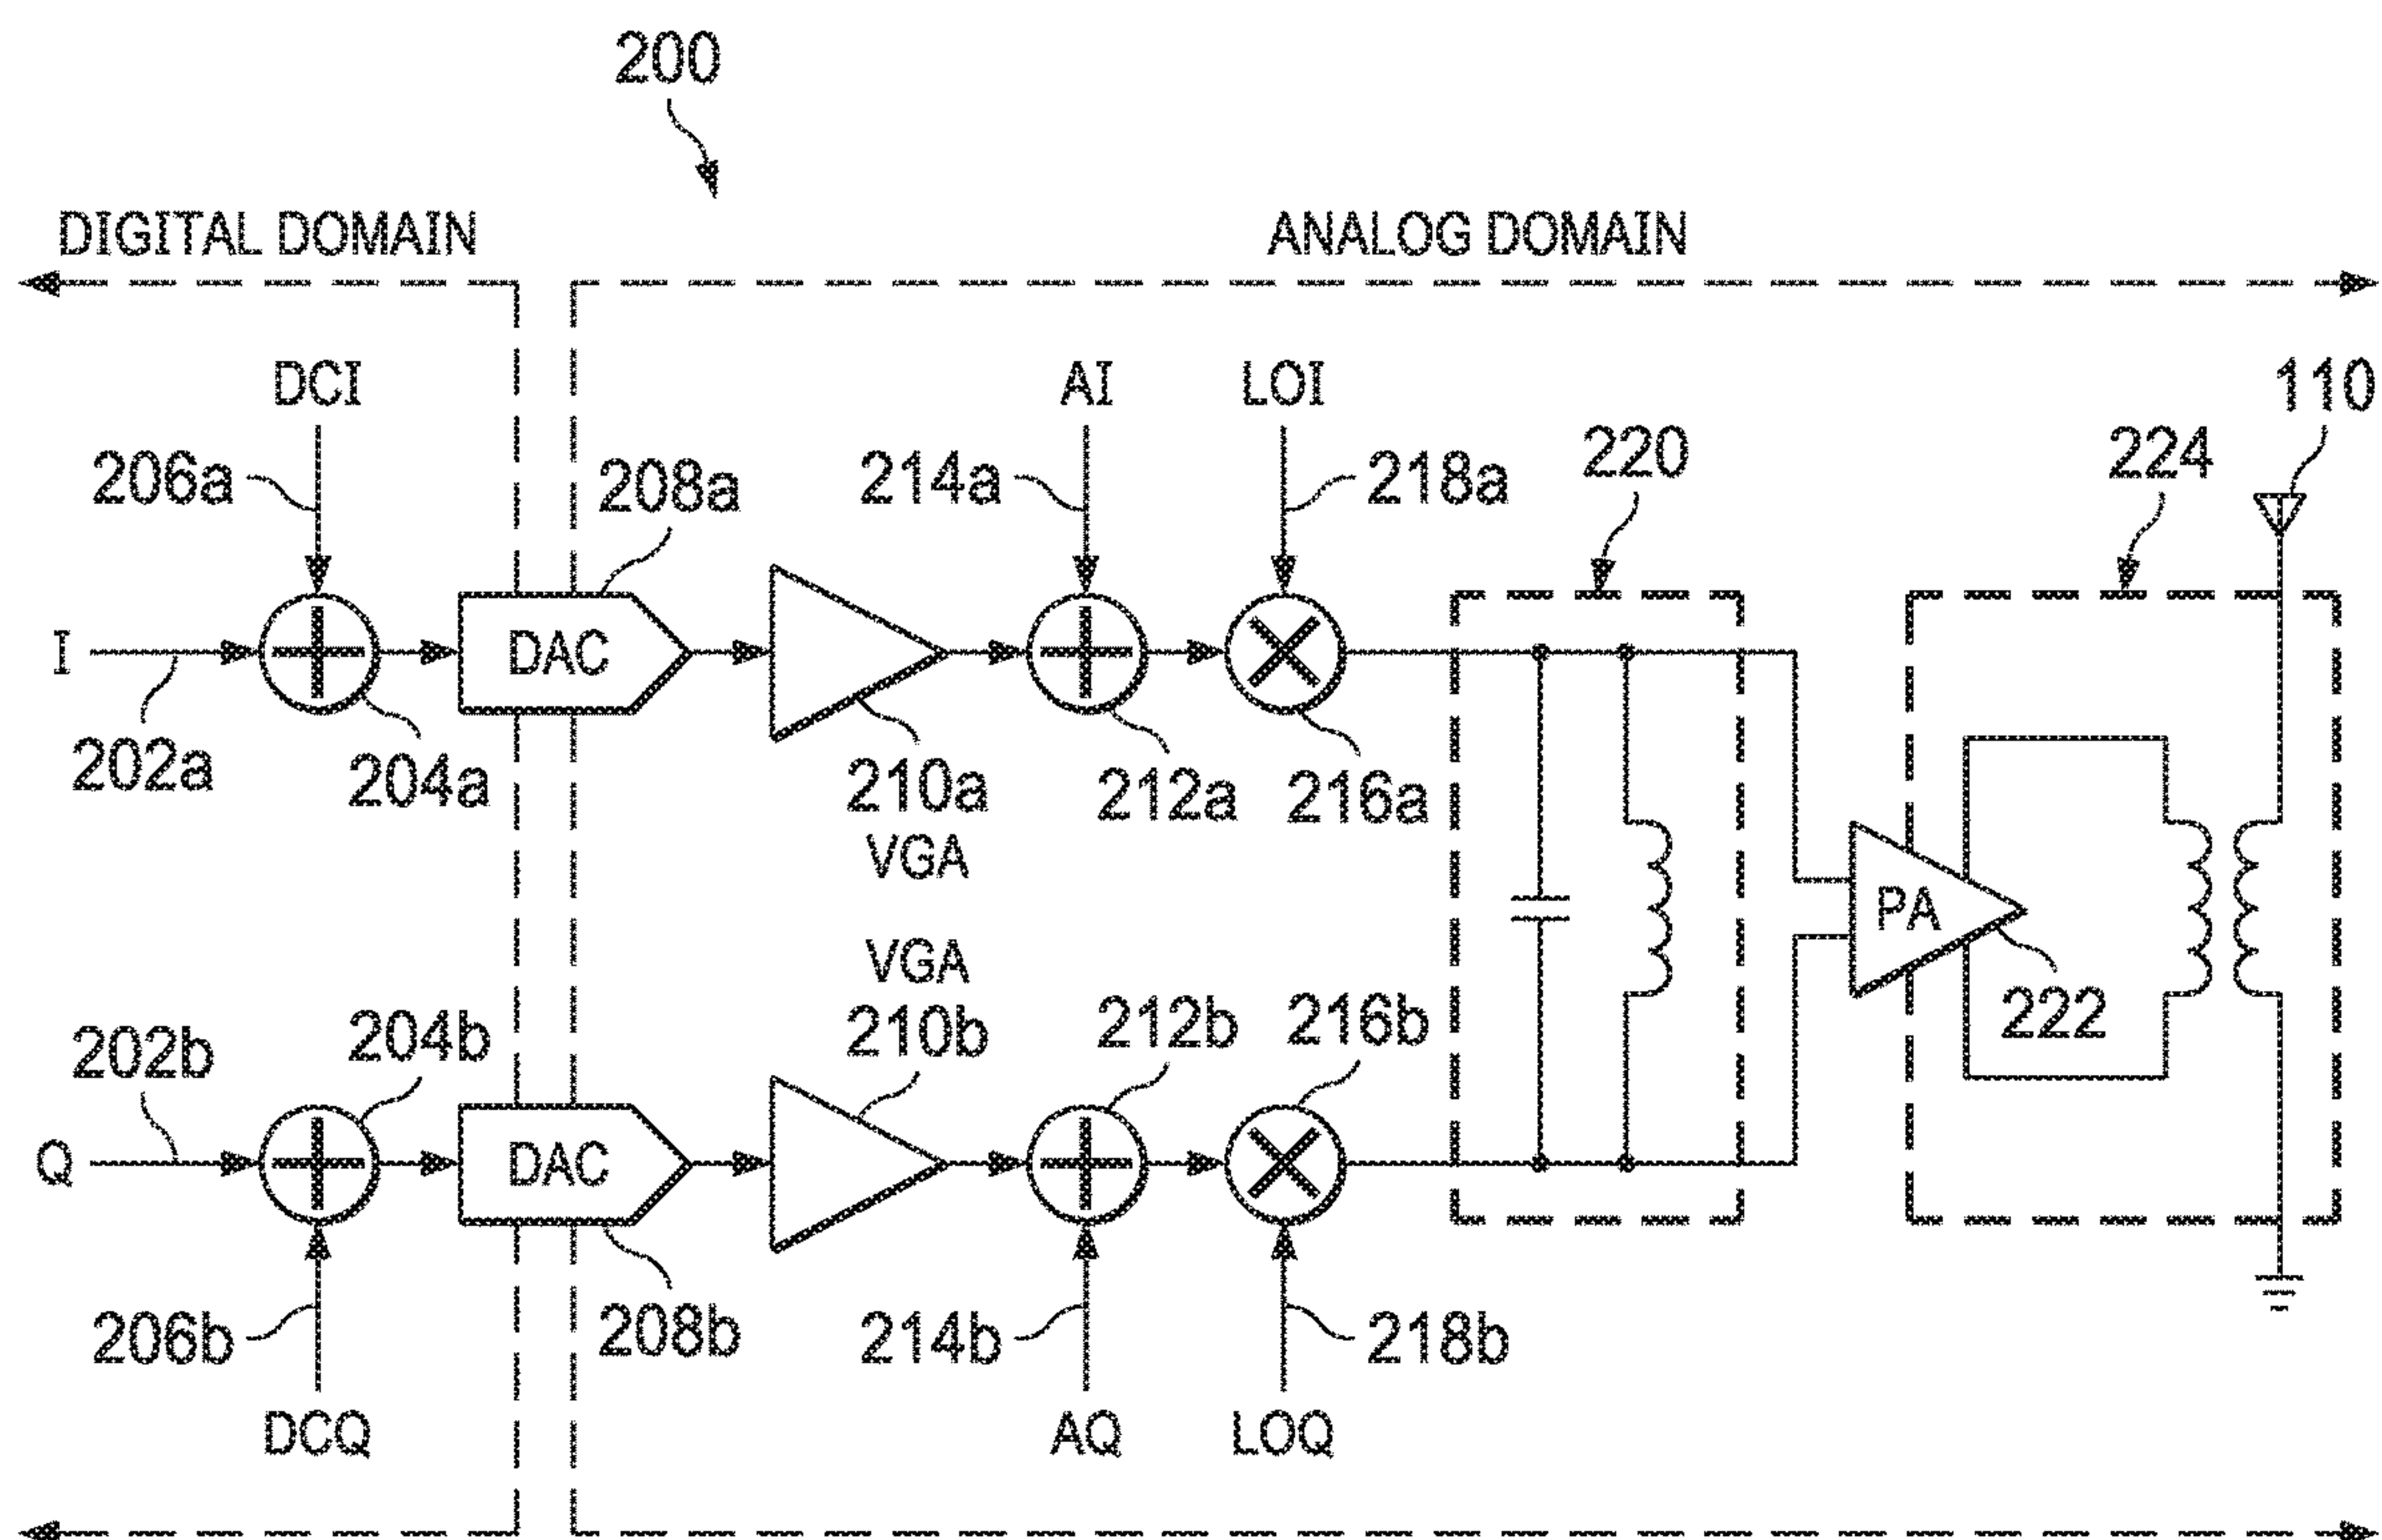 200
DIGITAL DOMAIN
ANALOG DOMAIN
DCI
AI
LOI
110
206a
208a
214a
218a
220
224
I
DAC
202a
204a
210a
212a
216a
VGA
PA
VGA
222
202b
204b
210b
212b
216b
Q
DAC
206b
208b
214b
218b
DCQ
AQ
LOQ